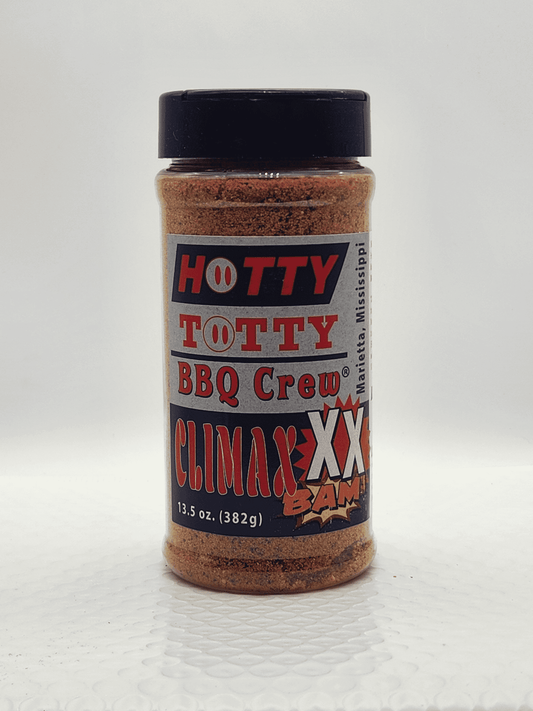 HOTTY
TOTTY
BBQ Crew®
CLIMAX XX
BAM!
13.5 oz. (382g)
Marietta, Mississippi